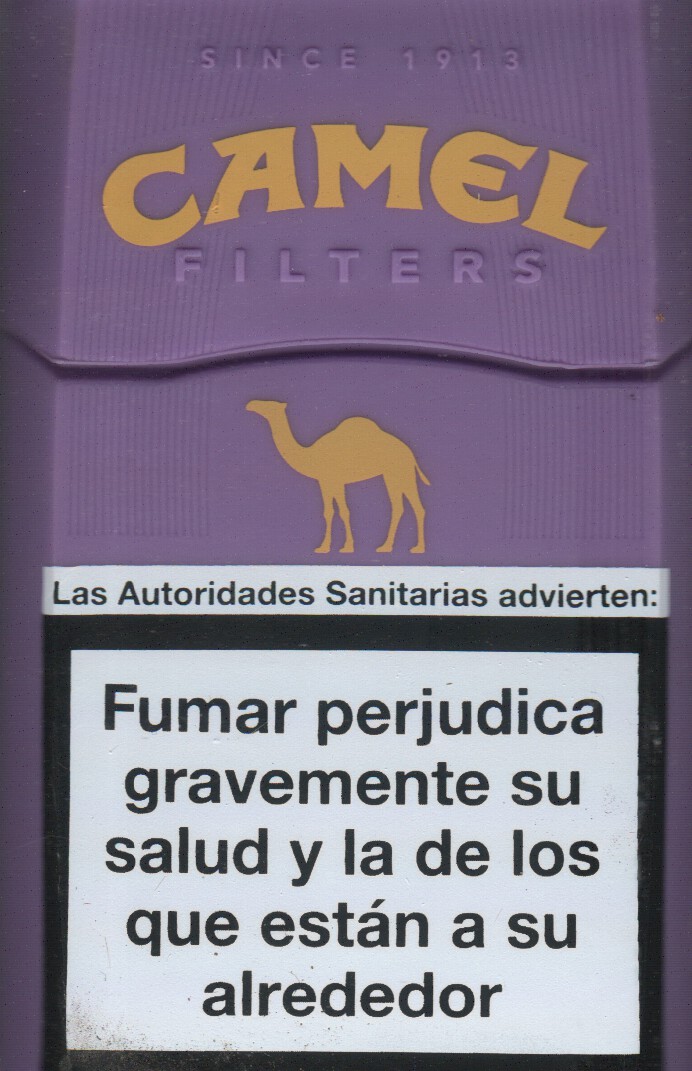 SINCE 1913
CAMEL
FILTERS
Las Autoridades Sanitarias advierten:
Fumar perjudica
gravemente su
salud y la de los
que están a su
alrededor